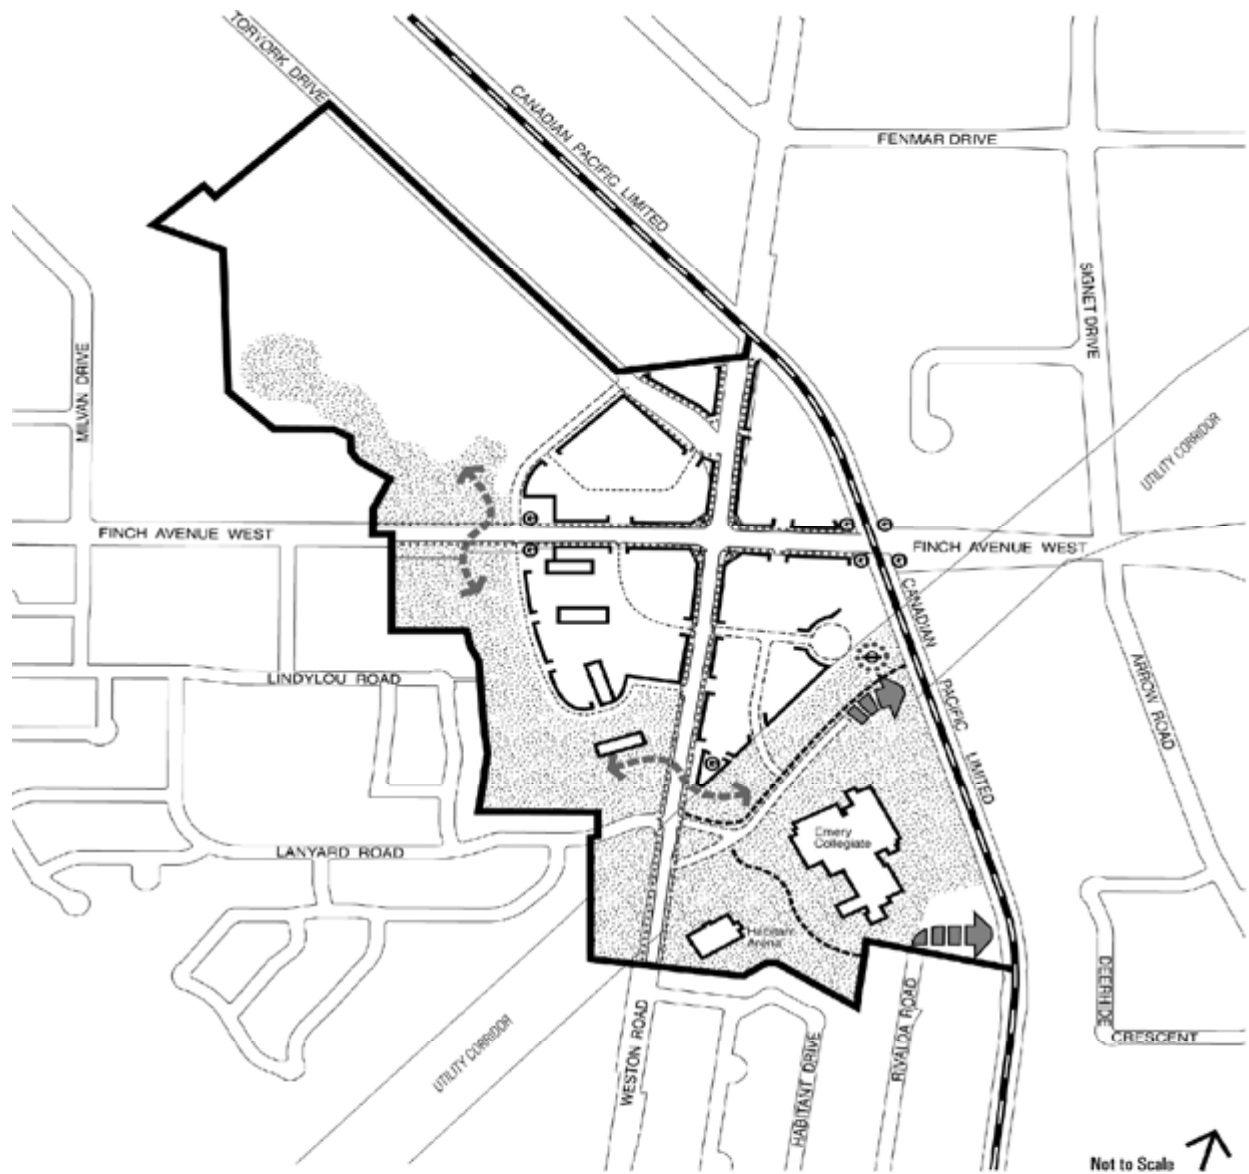 TORYORK DRIVE
CANADIAN PACIFIC LIMITED
FENMAR DRIVE
SIGNET DRIVE
MILVAN DRIVE
UTILITY CORRIDOR
FINCH AVENUE WEST
FINCH AVENUE WEST
CANADIAN PACIFIC LIMITED
LINDYLOU ROAD
ARROW ROAD
Emery
Collegiate
LANYARD ROAD
Habitant
Arena
DEERHIDE
CRESCENT
UTILITY CORRIDOR
WESTON ROAD
HABITANT DRIVE
RIVALDA ROAD
Not to Scale